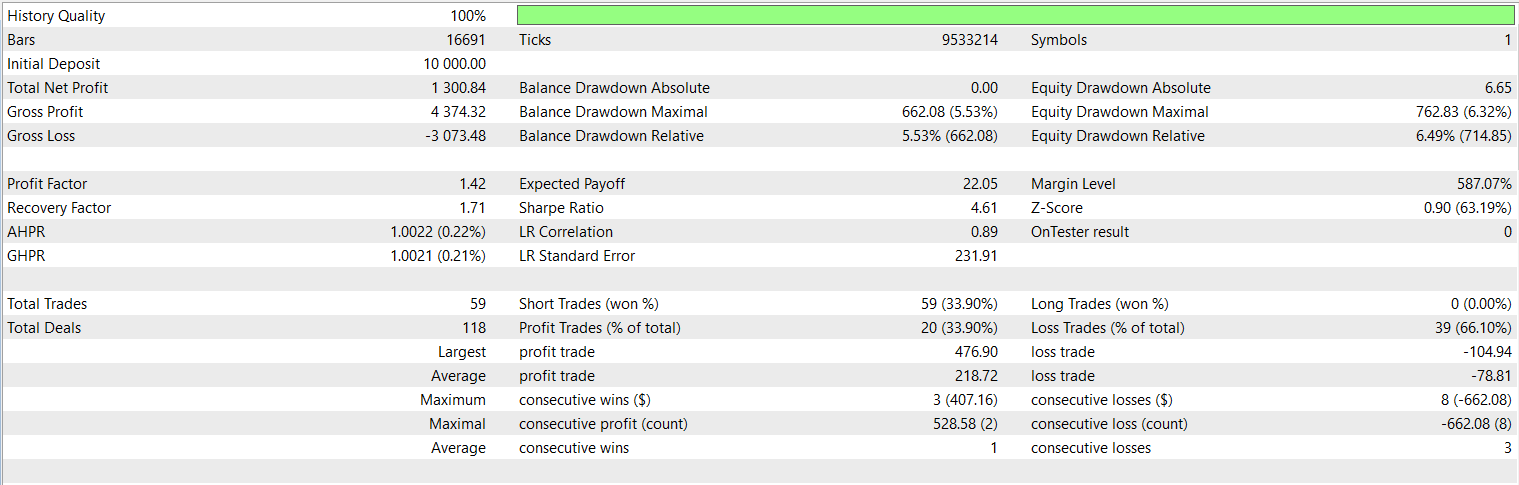 History Quality 100%
Bars 16691 Ticks 9533214 Symbols 1
Initial Deposit 10 000.00
Total Net Profit 1 300.84 Balance Drawdown Absolute 0.00 Equity Drawdown Absolute 6.65
Gross Profit 4 374.32 Balance Drawdown Maximal 662.08 (5.53%) Equity Drawdown Maximal 762.83 (6.32%)
Gross Loss -3 073.48 Balance Drawdown Relative 5.53% (662.08) Equity Drawdown Relative 6.49% (714.85)
Profit Factor 1.42 Expected Payoff 22.05 Margin Level 587.07%
Recovery Factor 1.71 Sharpe Ratio 4.61 Z-Score 0.90 (63.19%)
AHPR 1.0022 (0.22%) LR Correlation 0.89 OnTester result 0
GHPR 1.0021 (0.21%) LR Standard Error 231.91
Total Trades 59 Short Trades (won %) 59 (33.90%) Long Trades (won %) 0 (0.00%)
Total Deals 118 Profit Trades (% of total) 20 (33.90%) Loss Trades (% of total) 39 (66.10%)
Largest profit trade 476.90 loss trade -104.94
Average profit trade 218.72 loss trade -78.81
Maximum consecutive wins ($) 3 (407.16) consecutive losses ($) 8 (-662.08)
Maximal consecutive profit (count) 528.58 (2) consecutive loss (count) -662.08 (8)
Average consecutive wins 1 consecutive losses 3